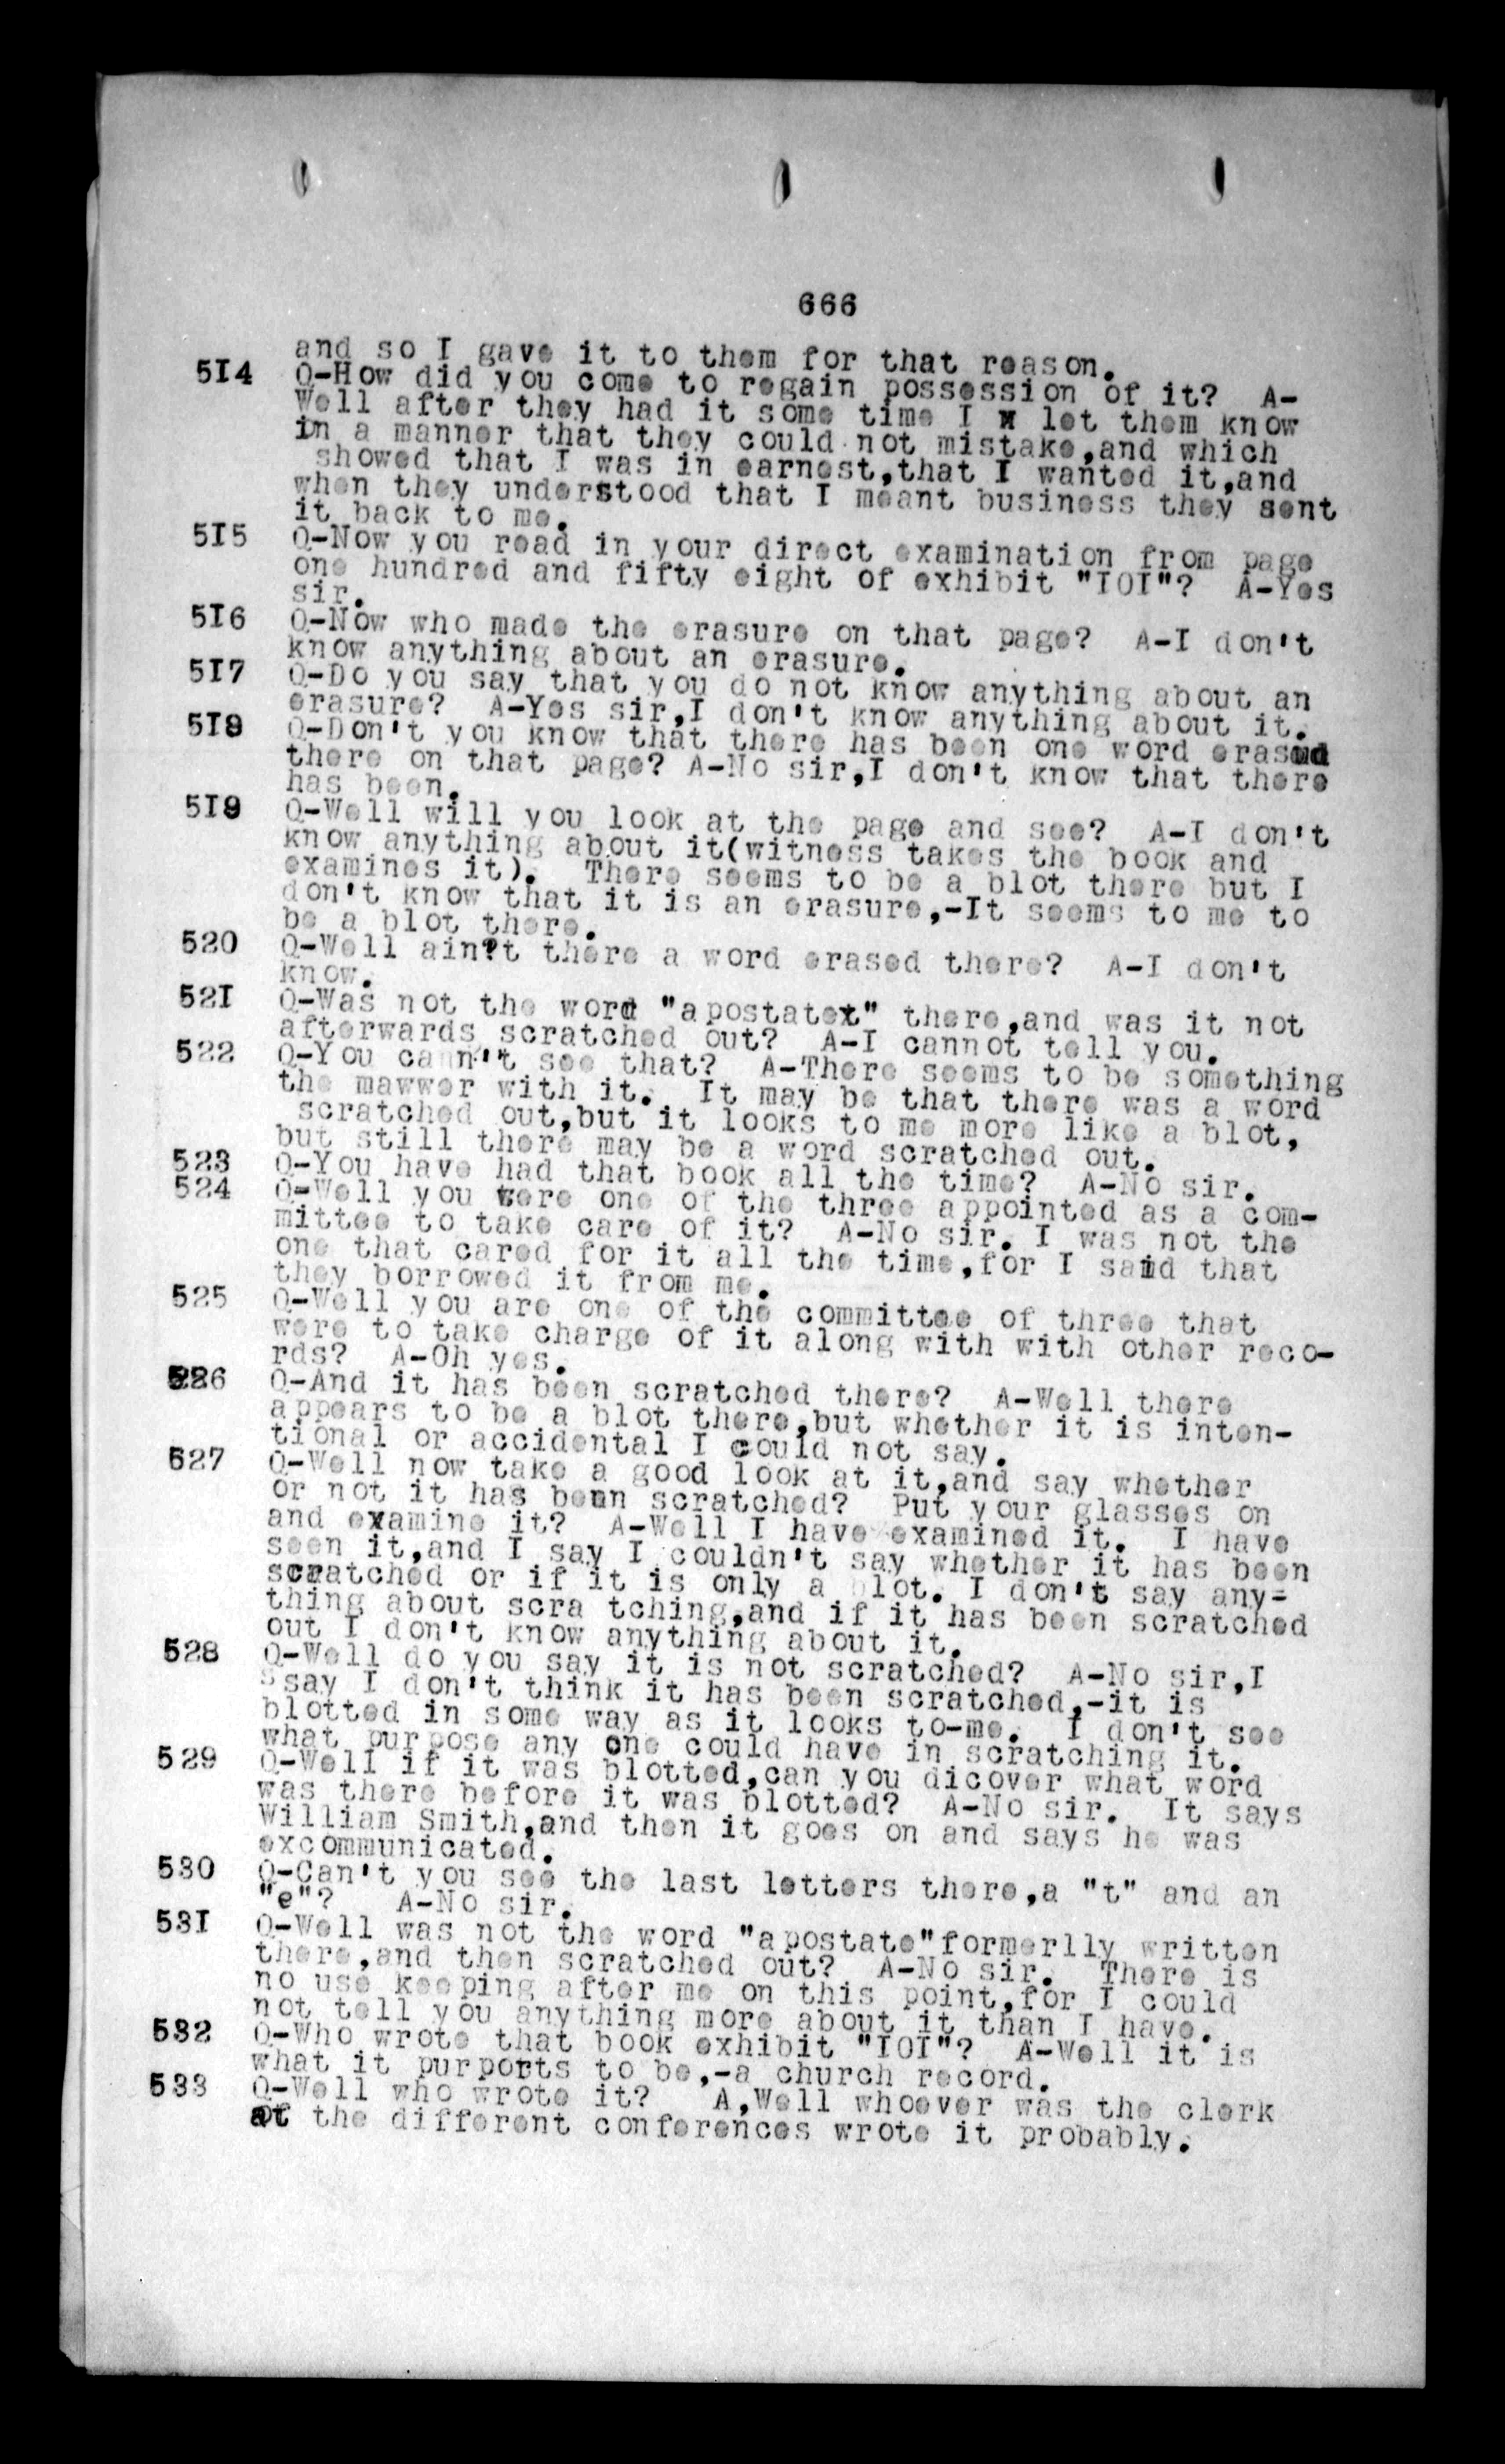 666
and so I gave it to them for that reason.
514 Q-How did you come to regain possession of it? A-
Well after they had it some time I x let them know
in a manner that they could not mistake,and which
showed that I was in earnest,that I wanted it,and
when they understood that I meant business they sent
it back to me.
515 Q-Now you read in your direct examination from page
one hundred and fifty eight of exhibit "IOI"? A-Yes
sir.
516 Q-Now who made the erasure on that page? A-I don't
know anything about an erasure.
517 Q-Do you say that you do not know anything about an
erasure? A-Yes sir,I don't know anything about it.
518 Q-Don't you know that there has been one word erased
there on that page? A-No sir,I don't know that there
has been.
519 Q-Well will you look at the page and see? A-I don't
know anything about it(witness takes the book and
examines it). There seems to be a blot there but I
don't know that it is an erasure,-It seems to me to
be a blot there.
520 Q-Well ain?t there a word erased there? A-I don't
know.
521 Q-Was not the word "apostatex" there,and was it not
afterwards scratched out? A-I cannot tell you.
522 Q-You cann't see that? A-There seems to be something
the mawwer with it. It may be that there was a word
scratched out,but it looks to me more like a blot,
but still there may be a word scratched out.
523 Q-You have had that book all the time? A-No sir.
524 Q-Well you were one of the three appointed as a com-
mittee to take care of it? A-No sir. I was not the
one that cared for it all the time,for I said that
they borrowed it from me.
525 Q-Well you are one of the committee of three that
were to take charge of it along with with other reco-
rds? A-Oh yes.
526 Q-And it has been scratched there? A-Well there
appears to be a blot there,but whether it is inten-
tional or accidental I could not say.
527 Q-Well now take a good look at it,and say whether
or not it has been scratched? Put your glasses on
and examine it? A-Well I have examined it. I have
seen it,and I say I couldn't say whether it has been
scratched or if it is only a blot. I don't say any=
thing about scra tching,and if it has been scratched
out I don't know anything about it.
528 Q-Well do you say it is not scratched? A-No sir,I
Ssay I don't think it has been scratched,-it is
blotted in some way as it looks to-me. I don't see
what purpose any one could have in scratching it.
529 Q-Well if it was blotted,can you dicover what word
was there before it was blotted? A-No sir. It says
William Smith,and then it goes on and says he was
excommunicated.
530 Q-Can't you see the last letters there,a "t" and an
"e"? A-No sir.
531 Q-Well was not the word "apostate"formerlly written
there,and then scratched out? A-No sir. There is
no use keeping after me on this point,for I could
not tell you anything more about it than I have.
532 Q-Who wrote that book exhibit "IOI"? A-Well it is
what it purports to be,-a church record.
533 Q-Well who wrote it? A,Well whoever was the clerk
at the different conferences wrote it probably.